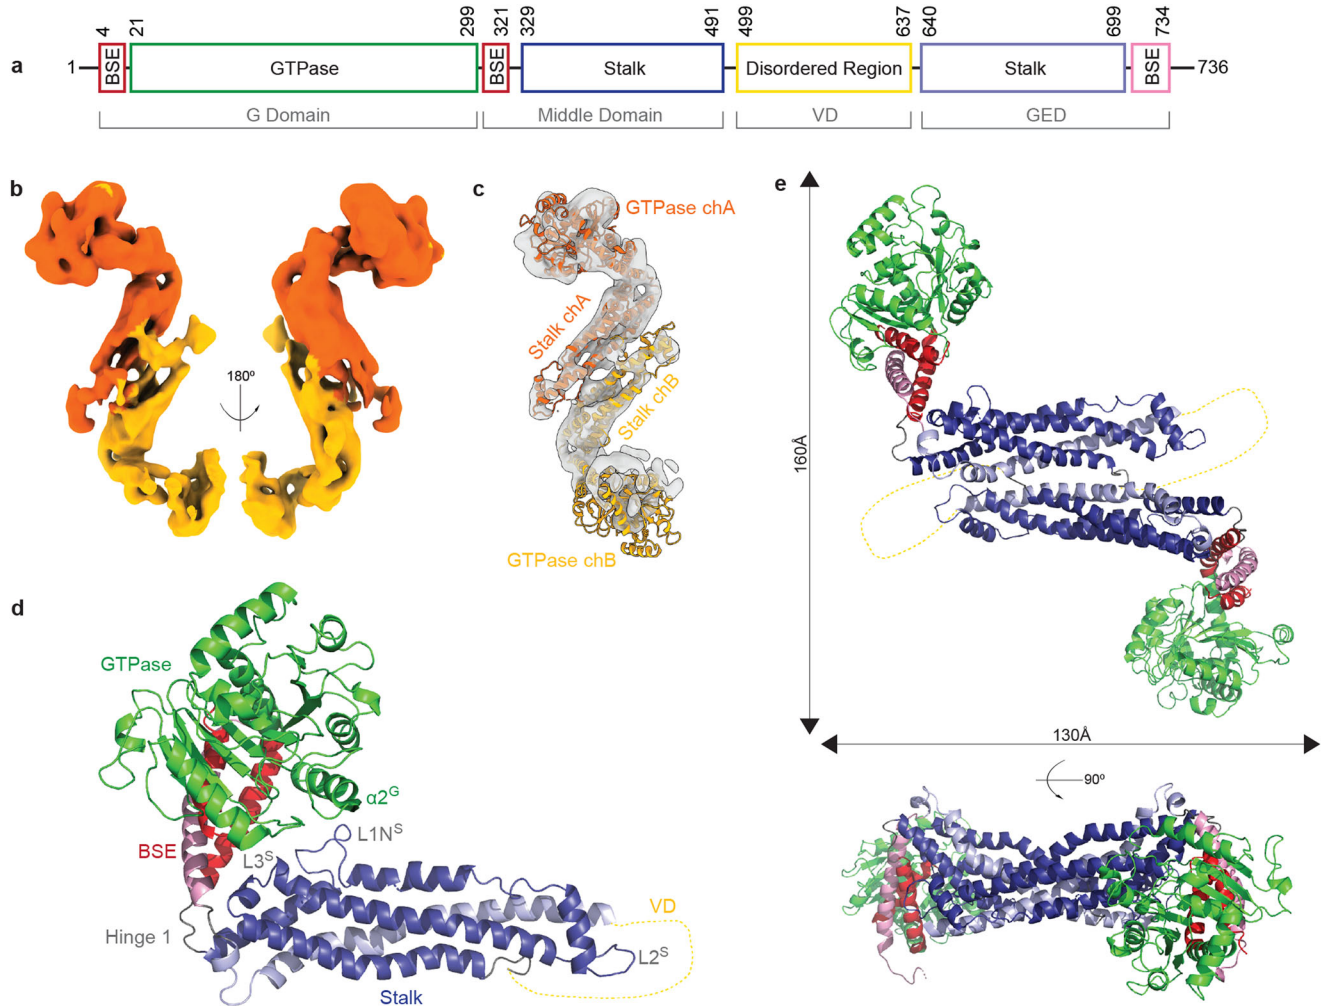 4 21 299 321 329 491 499 637 640 699 734
a 1 BSE GTPase BSE Stalk Disordered Region Stalk BSE 736
G Domain Middle Domain VD GED
b
180º
c
GTPase chA
Stalk chA
Stalk chB
GTPase chB
e
160Å
130Å
90º
d
GTPase
α2ᴳ
BSE
L1Nˢ
L3ˢ
Hinge 1
VD
L2ˢ
Stalk